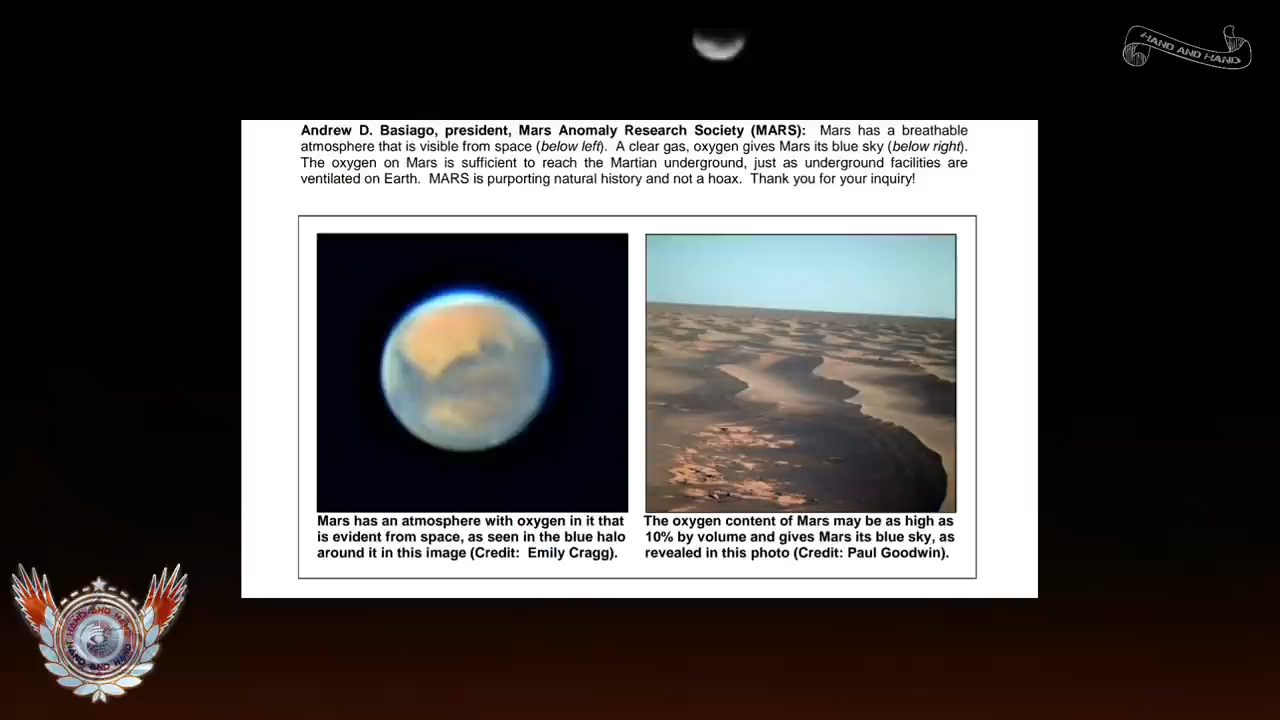 HAND AND HAND
Andrew D. Basiago, president, Mars Anomaly Research Society (MARS): Mars has a breathable
atmosphere that is visible from space (below left). A clear gas, oxygen gives Mars its blue sky (below right).
The oxygen on Mars is sufficient to reach the Martian underground, just as underground facilities are
ventilated on Earth. MARS is purporting natural history and not a hoax. Thank you for your inquiry!
Mars has an atmosphere with oxygen in it that
is evident from space, as seen in the blue halo
around it in this image (Credit: Emily Cragg).
The oxygen content of Mars may be as high as
10% by volume and gives Mars its blue sky, as
revealed in this photo (Credit: Paul Goodwin).
HAND AND HAND
HAND AND HAND